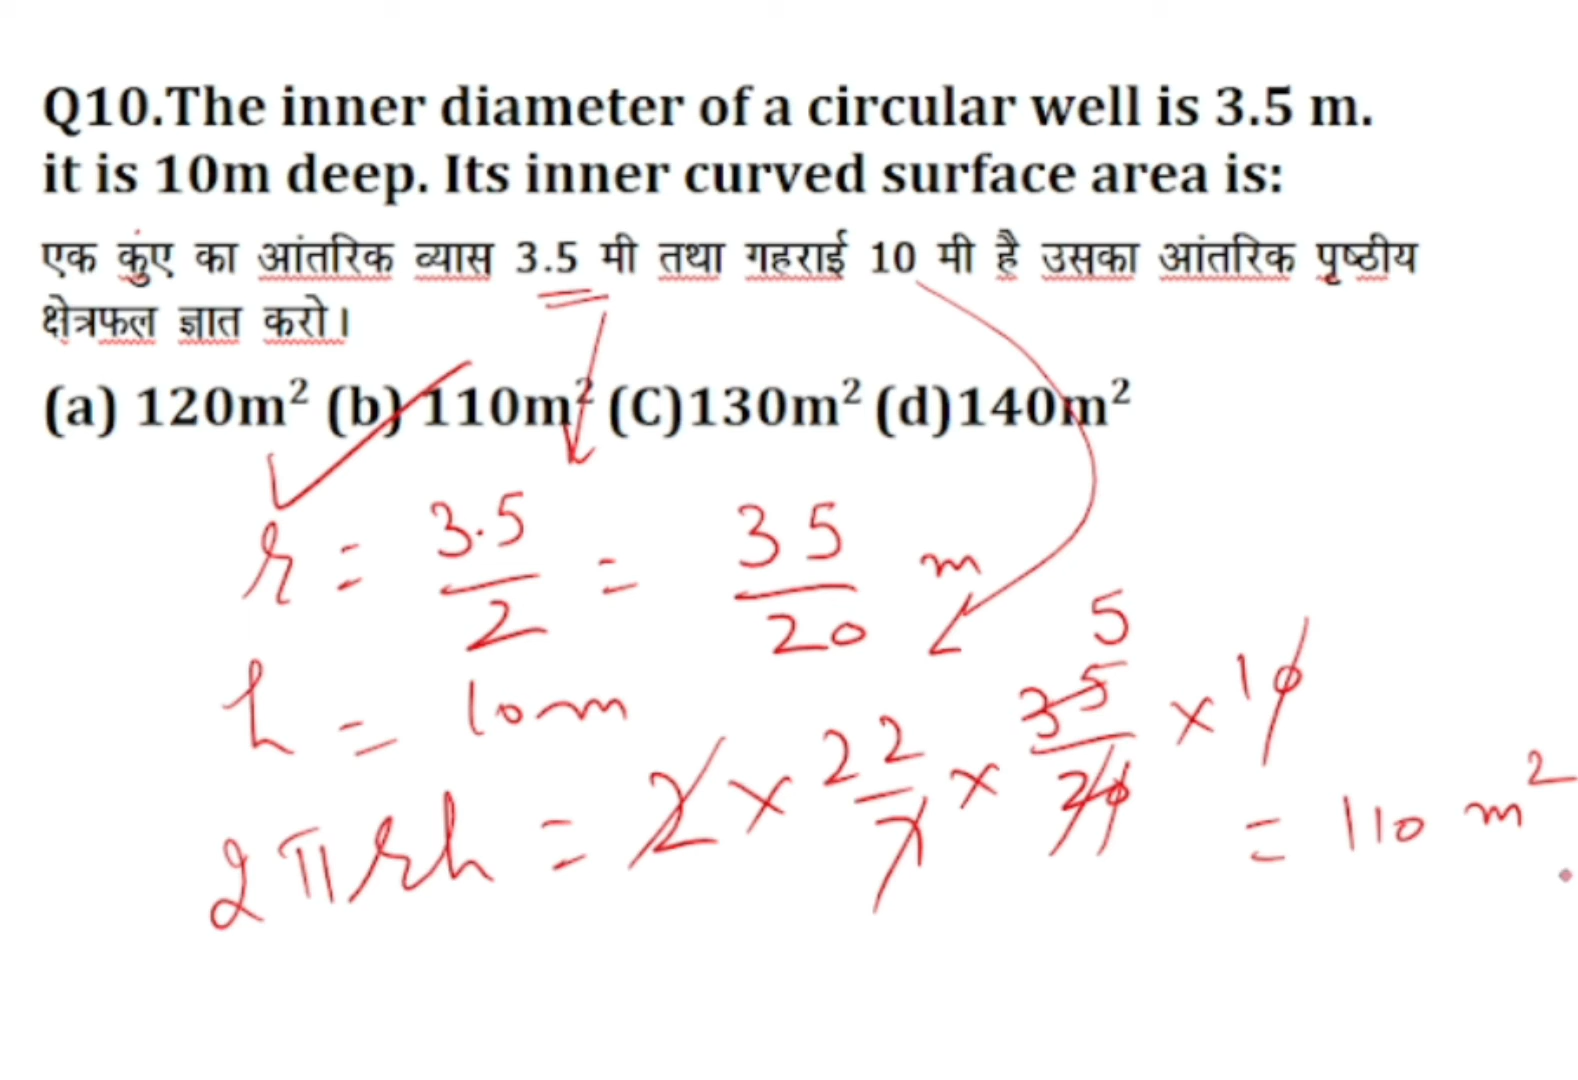 Q10.The inner diameter of a circular well is 3.5 m.
it is 10m deep. Its inner curved surface area is:
एक कुंए का आंतरिक व्यास 3.5 मी तथा गहराई 10 मी है उसका आंतरिक पृष्ठीय
क्षेत्रफल ज्ञात करो।
(a) 120m² (b) 110m² (C)130m² (d)140m²
r = 3.5/2 = 35/20 m
h = 10m
5
2πrh = 2 × 22/7 × 35/20 × 10 = 110 m²